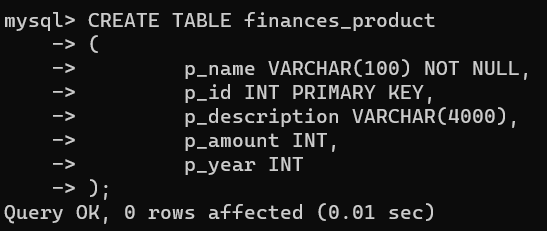 mysql> CREATE TABLE finances_product
    -> (
    ->         p_name VARCHAR(100) NOT NULL,
    ->         p_id INT PRIMARY KEY,
    ->         p_description VARCHAR(4000),
    ->         p_amount INT,
    ->         p_year INT
    -> );
Query OK, 0 rows affected (0.01 sec)